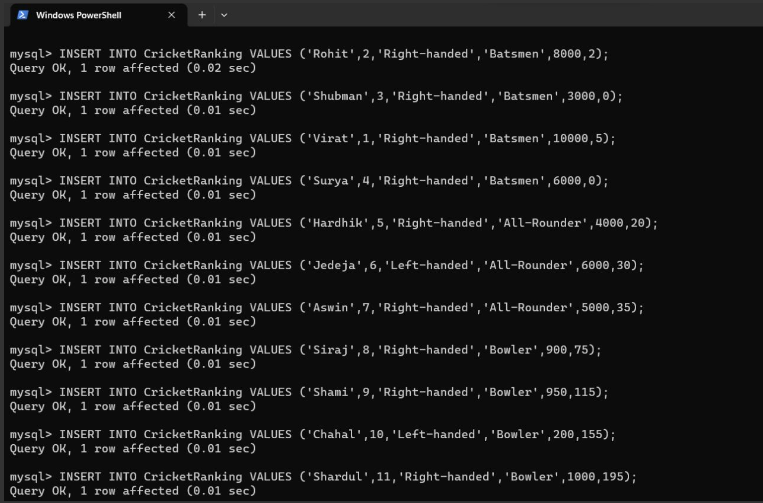 Windows PowerShell
mysql> INSERT INTO CricketRanking VALUES ('Rohit',2,'Right-handed','Batsmen',8000,2);
Query OK, 1 row affected (0.02 sec)
mysql> INSERT INTO CricketRanking VALUES ('Shubman',3,'Right-handed','Batsmen',3000,0);
Query OK, 1 row affected (0.01 sec)
mysql> INSERT INTO CricketRanking VALUES ('Virat',1,'Right-handed','Batsmen',10000,5);
Query OK, 1 row affected (0.01 sec)
mysql> INSERT INTO CricketRanking VALUES ('Surya',4,'Right-handed','Batsmen',6000,0);
Query OK, 1 row affected (0.01 sec)
mysql> INSERT INTO CricketRanking VALUES ('Hardhik',5,'Right-handed','All-Rounder',4000,20);
Query OK, 1 row affected (0.01 sec)
mysql> INSERT INTO CricketRanking VALUES ('Jedeja',6,'Left-handed','All-Rounder',6000,30);
Query OK, 1 row affected (0.01 sec)
mysql> INSERT INTO CricketRanking VALUES ('Aswin',7,'Right-handed','All-Rounder',5000,35);
Query OK, 1 row affected (0.01 sec)
mysql> INSERT INTO CricketRanking VALUES ('Siraj',8,'Right-handed','Bowler',900,75);
Query OK, 1 row affected (0.01 sec)
mysql> INSERT INTO CricketRanking VALUES ('Shami',9,'Right-handed','Bowler',950,115);
Query OK, 1 row affected (0.01 sec)
mysql> INSERT INTO CricketRanking VALUES ('Chahal',10,'Left-handed','Bowler',200,155);
Query OK, 1 row affected (0.01 sec)
mysql> INSERT INTO CricketRanking VALUES ('Shardul',11,'Right-handed','Bowler',1000,195);
Query OK, 1 row affected (0.01 sec)